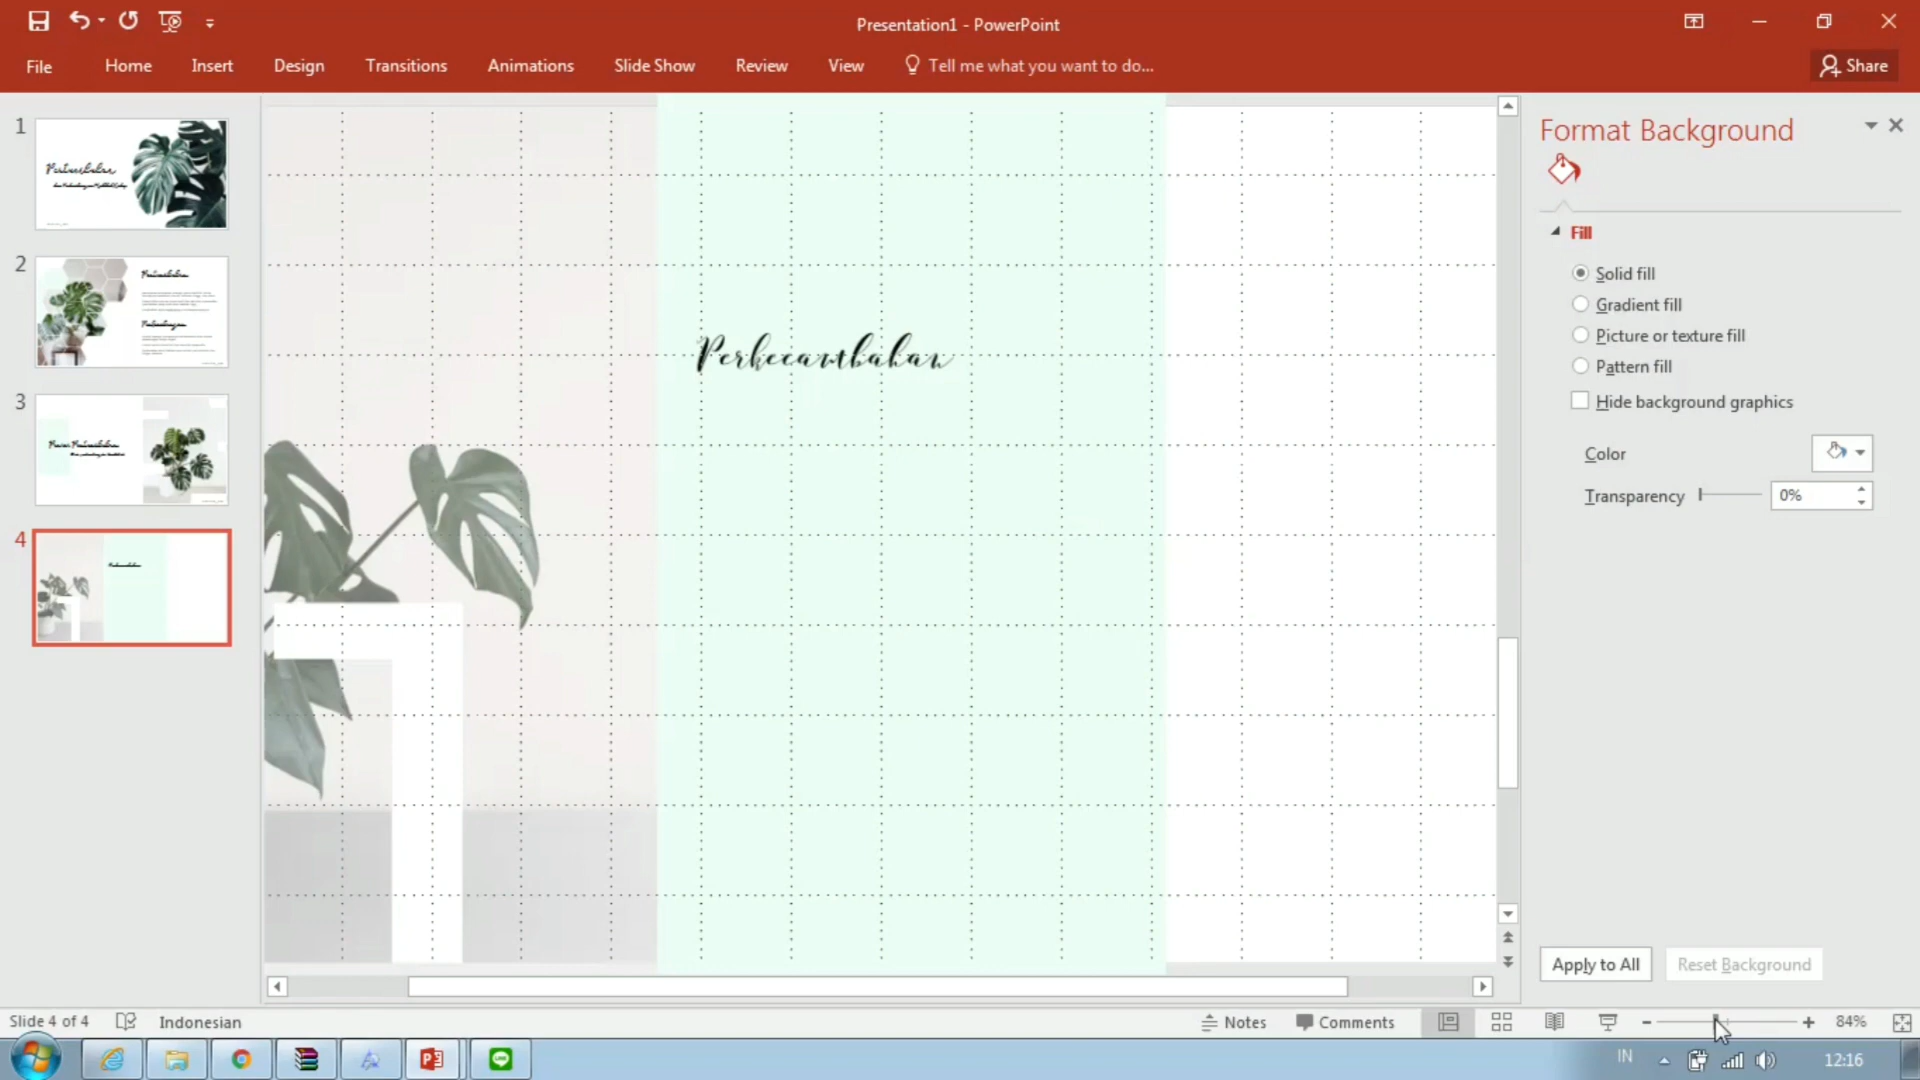 Presentation1 - PowerPoint
File Home Insert Design Transitions Animations Slide Show Review View Tell me what you want to do... Share
1
2
3
4
Perkecambahan
Format Background
Fill
Solid fill
Gradient fill
Picture or texture fill
Pattern fill
Hide background graphics
Color
Transparency 0%
Apply to All Reset Background
Slide 4 of 4 Indonesian Notes Comments 84%
IN 12:16